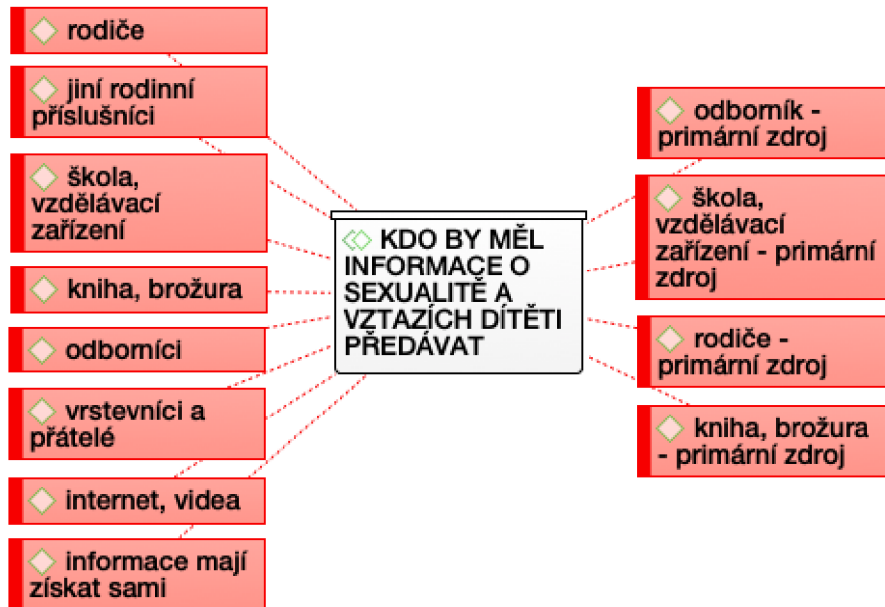 rodiče
jiní rodinní
příslušníci
škola,
vzdělávací
zařízení
kniha, brožura
odborníci
vrstevníci a
přátelé
internet, videa
informace mají
získat sami
KDO BY MĚL
INFORMACE O
SEXUALITĚ A
VZTAZÍCH DÍTĚTI
PŘEDÁVAT
odborník -
primární zdroj
škola,
vzdělávací
zařízení - primární
zdroj
rodiče -
primární zdroj
kniha, brožura
- primární zdroj